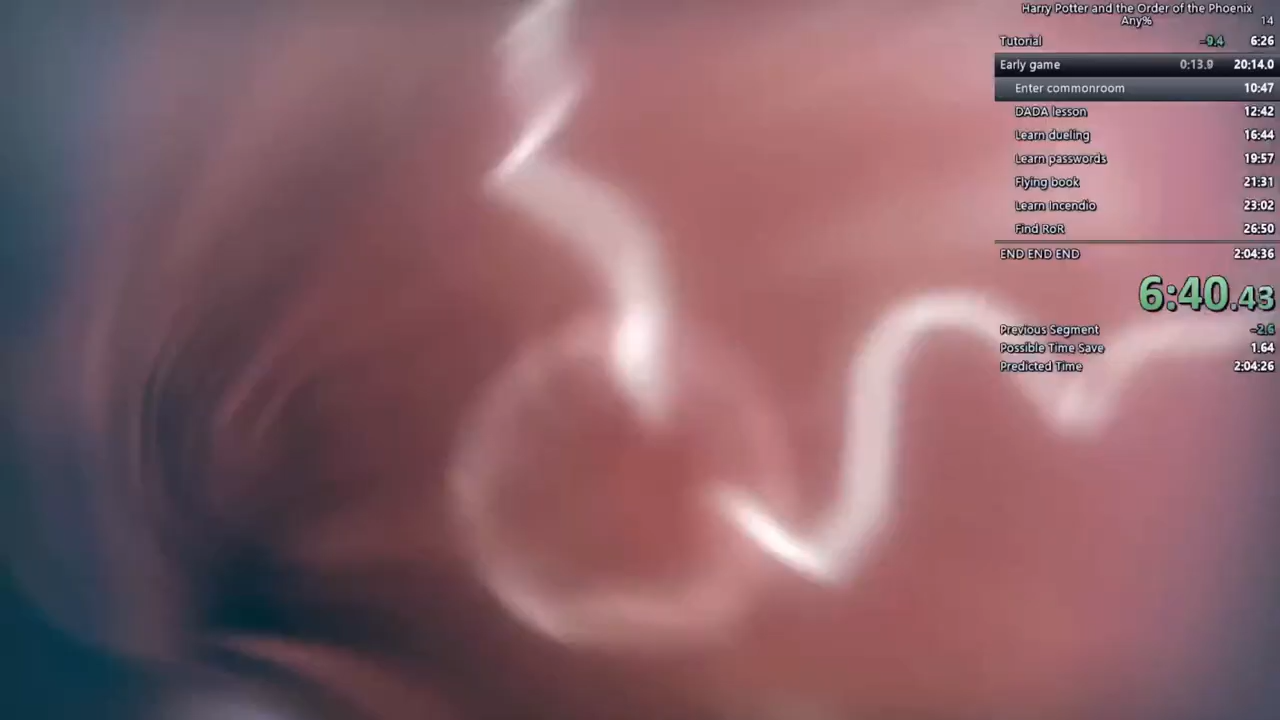 Harry Potter and the Order of the Phoenix
Any% 14
Tutorial -9.4 6:26
Early game 0:13.9 20:14.0
Enter commonroom 10:47
DADA lesson 12:42
Learn dueling 16:44
Learn passwords 19:57
Flying book 21:31
Learn Incendio 23:02
Find RoR 26:50
END END END 2:04:36
6:40.43
Previous Segment -2.6
Possible Time Save 1.64
Predicted Time 2:04:26